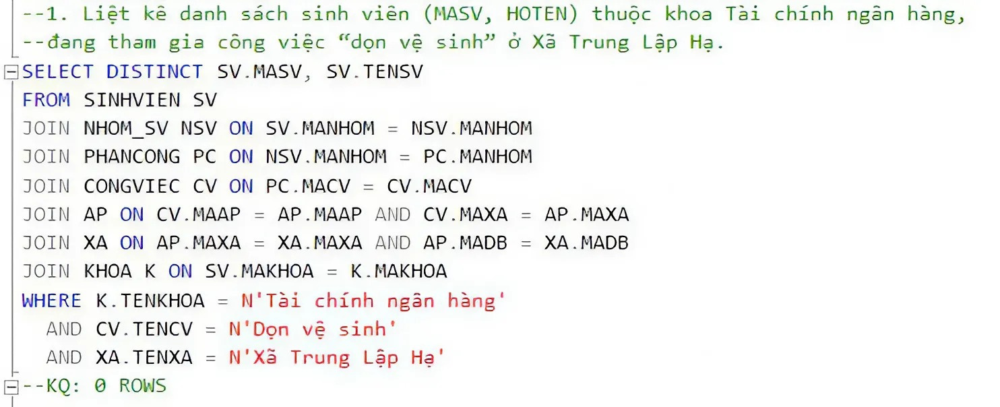 --1. Liệt kê danh sách sinh viên (MASV, HOTEN) thuộc khoa Tài chính ngân hàng,
--đang tham gia công việc “dọn vệ sinh” ở Xã Trung Lập Hạ.
SELECT DISTINCT SV.MASV, SV.TENSV
FROM SINHVIEN SV
JOIN NHOM_SV NSV ON SV.MANHOM = NSV.MANHOM
JOIN PHANCONG PC ON NSV.MANHOM = PC.MANHOM
JOIN CONGVIEC CV ON PC.MACV = CV.MACV
JOIN AP ON CV.MAAP = AP.MAAP AND CV.MAXA = AP.MAXA
JOIN XA ON AP.MAXA = XA.MAXA AND AP.MADB = XA.MADB
JOIN KHOA K ON SV.MAKHOA = K.MAKHOA
WHERE K.TENKHOA = N'Tài chính ngân hàng'
AND CV.TENCV = N'Dọn vệ sinh'
AND XA.TENXA = N'Xã Trung Lập Hạ'
--KQ: 0 ROWS